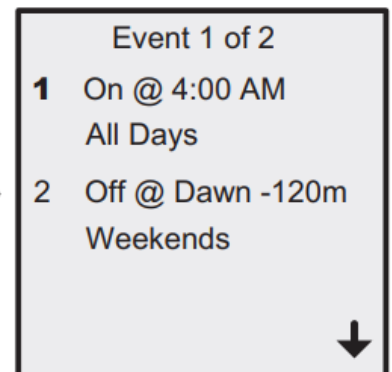 Event 1 of 2
1 On @ 4:00 AM
All Days
2 Off @ Dawn -120m
Weekends